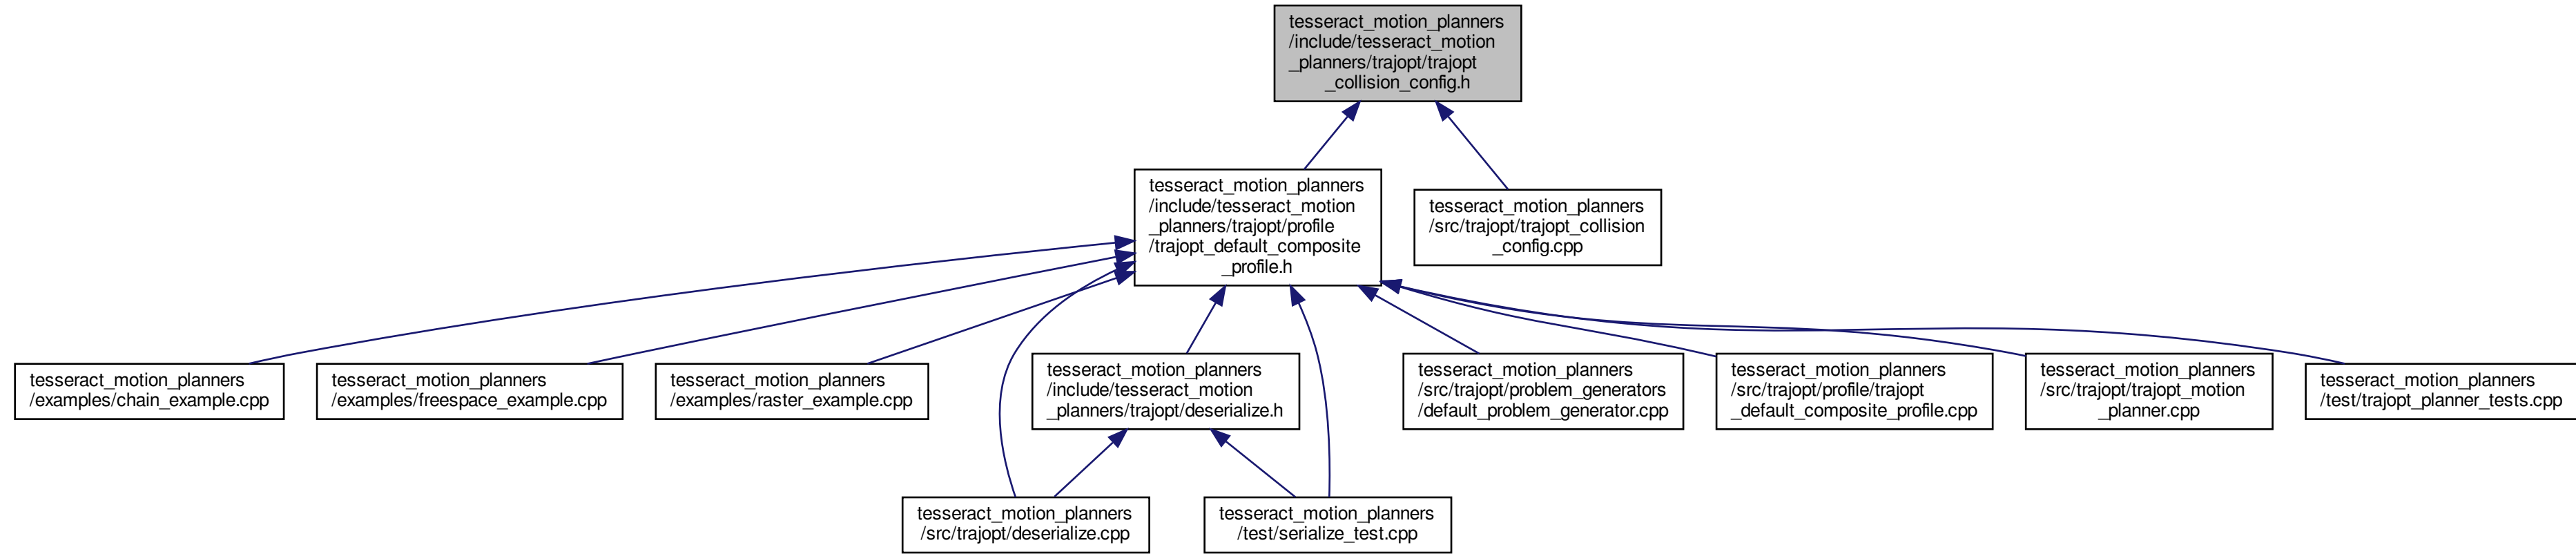 tesseract_motion_planners
/include/tesseract_motion
_planners/trajopt/trajopt
_collision_config.h
tesseract_motion_planners
/include/tesseract_motion
_planners/trajopt/profile
/trajopt_default_composite
_profile.h
tesseract_motion_planners
/src/trajopt/trajopt_collision
_config.cpp
tesseract_motion_planners
/examples/chain_example.cpp
tesseract_motion_planners
/examples/freespace_example.cpp
tesseract_motion_planners
/examples/raster_example.cpp
tesseract_motion_planners
/include/tesseract_motion
_planners/trajopt/deserialize.h
tesseract_motion_planners
/src/trajopt/problem_generators
/default_problem_generator.cpp
tesseract_motion_planners
/src/trajopt/profile/trajopt
_default_composite_profile.cpp
tesseract_motion_planners
/src/trajopt/trajopt_motion
_planner.cpp
tesseract_motion_planners
/test/trajopt_planner_tests.cpp
tesseract_motion_planners
/src/trajopt/deserialize.cpp
tesseract_motion_planners
/test/serialize_test.cpp